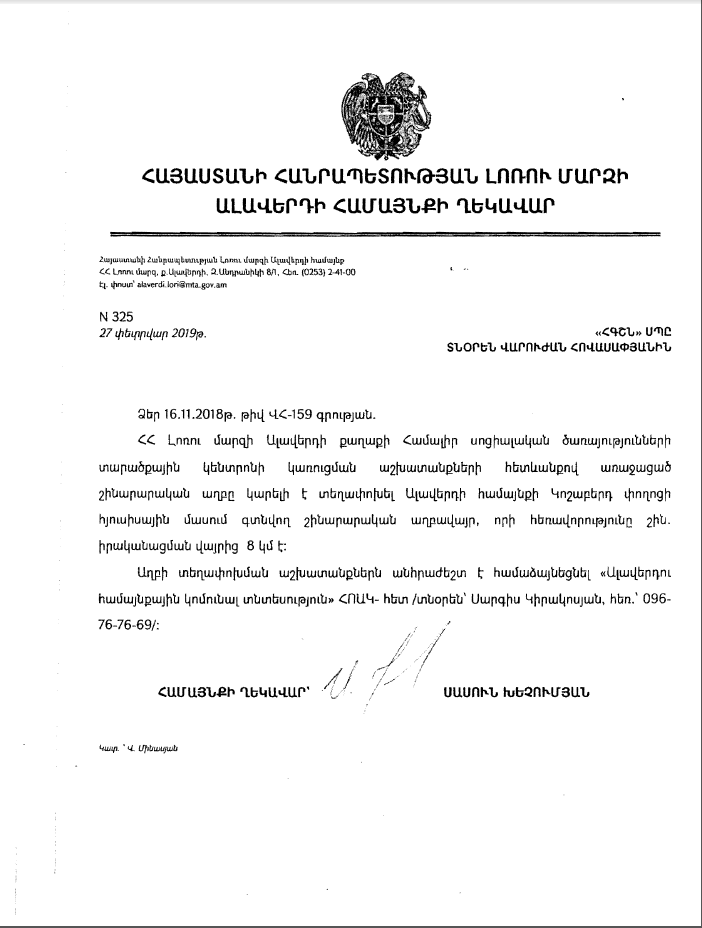 ՀԱՅԱՍՏԱՆԻ ՀԱՆՐԱՊԵՏՈՒԹՅԱՆ ԼՈՌՈՒ ՄԱՐԶԻ
ԱԼԱՎԵՐԴԻ ՀԱՄԱՅՆՔԻ ՂԵԿԱՎԱՐ
Հայաստանի Հանրապետության Լոռու մարզի Ալավերդի համայնք
ՀՀ Լոռու մարզ, ք.Ալավերդի, Զ.Անդրանիկի 8/1, Հեռ. (0253) 2-41-00
Էլ. փոստ՝ alaverdi.lori@mta.gov.am
N 325
27 փետրվար 2019թ.
«ՀԳՇՆ» ՍՊԸ
ՏՆՕՐԵՆ ՎԱՐՈՒԺԱՆ ՀՈՎԱՍԱՓՅԱՆԻՆ
Ձեր 16.11.2018թ. թիվ ՎՀ-159 գրության.
ՀՀ Լոռու մարզի Ալավերդի քաղաքի Համալիր սոցիալական ծառայությունների
տարածքային կենտրոնի կառուցման աշխատանքների հետևանքով առաջացած
շինարարական աղբը կարելի է տեղափոխել Ալավերդի համայնքի Կոշաբերդ փողոցի
հյուսիսային մասում գտնվող շինարարական աղբավայր, որի հեռավորությունը շին.
իրականացման վայրից 8 կմ է:
Աղբի տեղափոխման աշխատանքներն անհրաժեշտ է համաձայնեցնել «Ալավերդու
համայնքային կոմունալ տնտեսություն» ՀՈԱԿ- հետ /տնօրեն՝ Սարգիս Կիրակոսյան, հեռ.՝ 096-
76-76-69/:
ՀԱՄԱՅՆՔԻ ՂԵԿԱՎԱՐ՝ ՍԱՍՈՒՆ ԽԵՉՈՒՄՅԱՆ
Կատ. ՝ Վ. Մինասյան